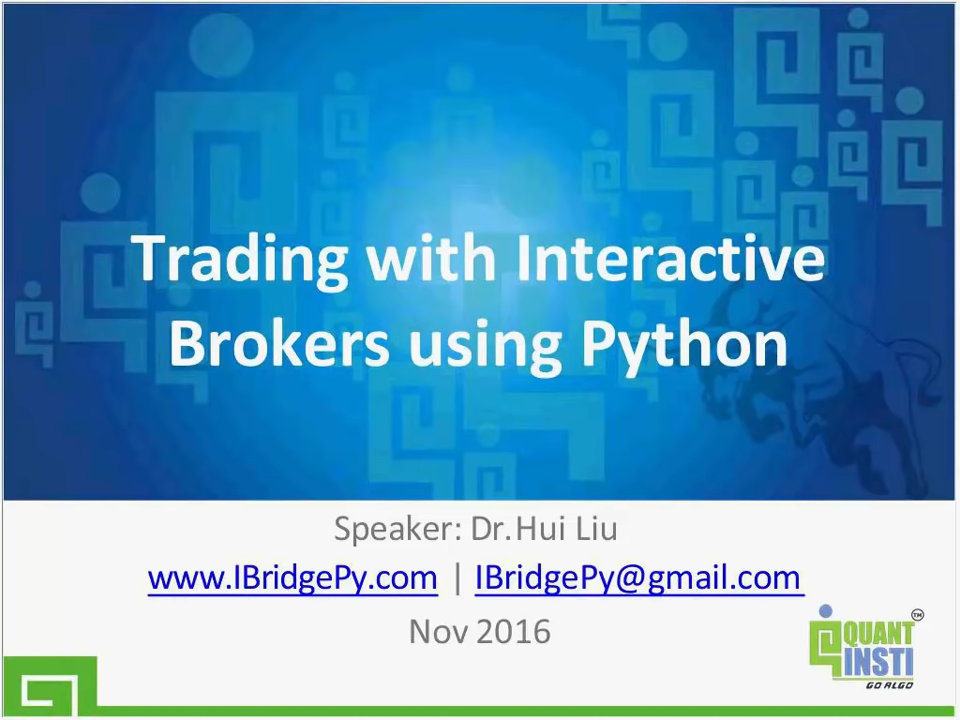 Trading with Interactive
Brokers using Python
Speaker: Dr. Hui Liu
www.IBridgePy.com | IBridgePy@gmail.com
Nov 2016
QUANT
INSTI
TM
GO ALGO